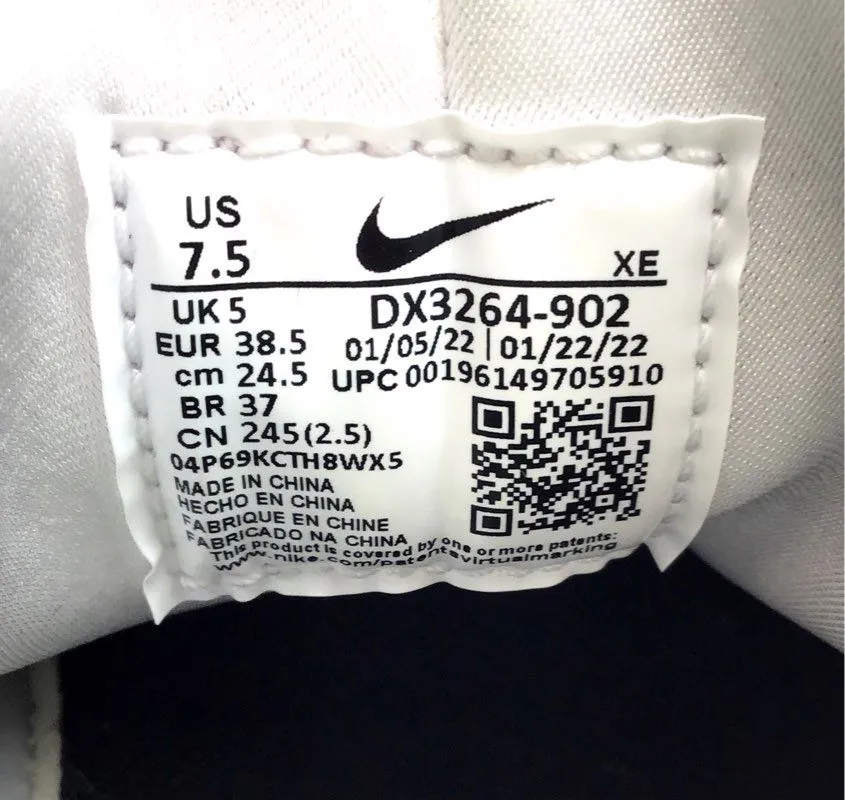 US
7.5
XE
UK 5
DX3264-902
EUR 38.5
01/05/22 | 01/22/22
cm 24.5
UPC 00196149705910
BR 37
CN 245(2.5)
04P69KCTH8WX5
MADE IN CHINA
HECHO EN CHINA
FABRIQUE EN CHINE
FABRICADO NA CHINA
This product is covered by one or more patents:
www.nike.com/patentsvirtualmarking